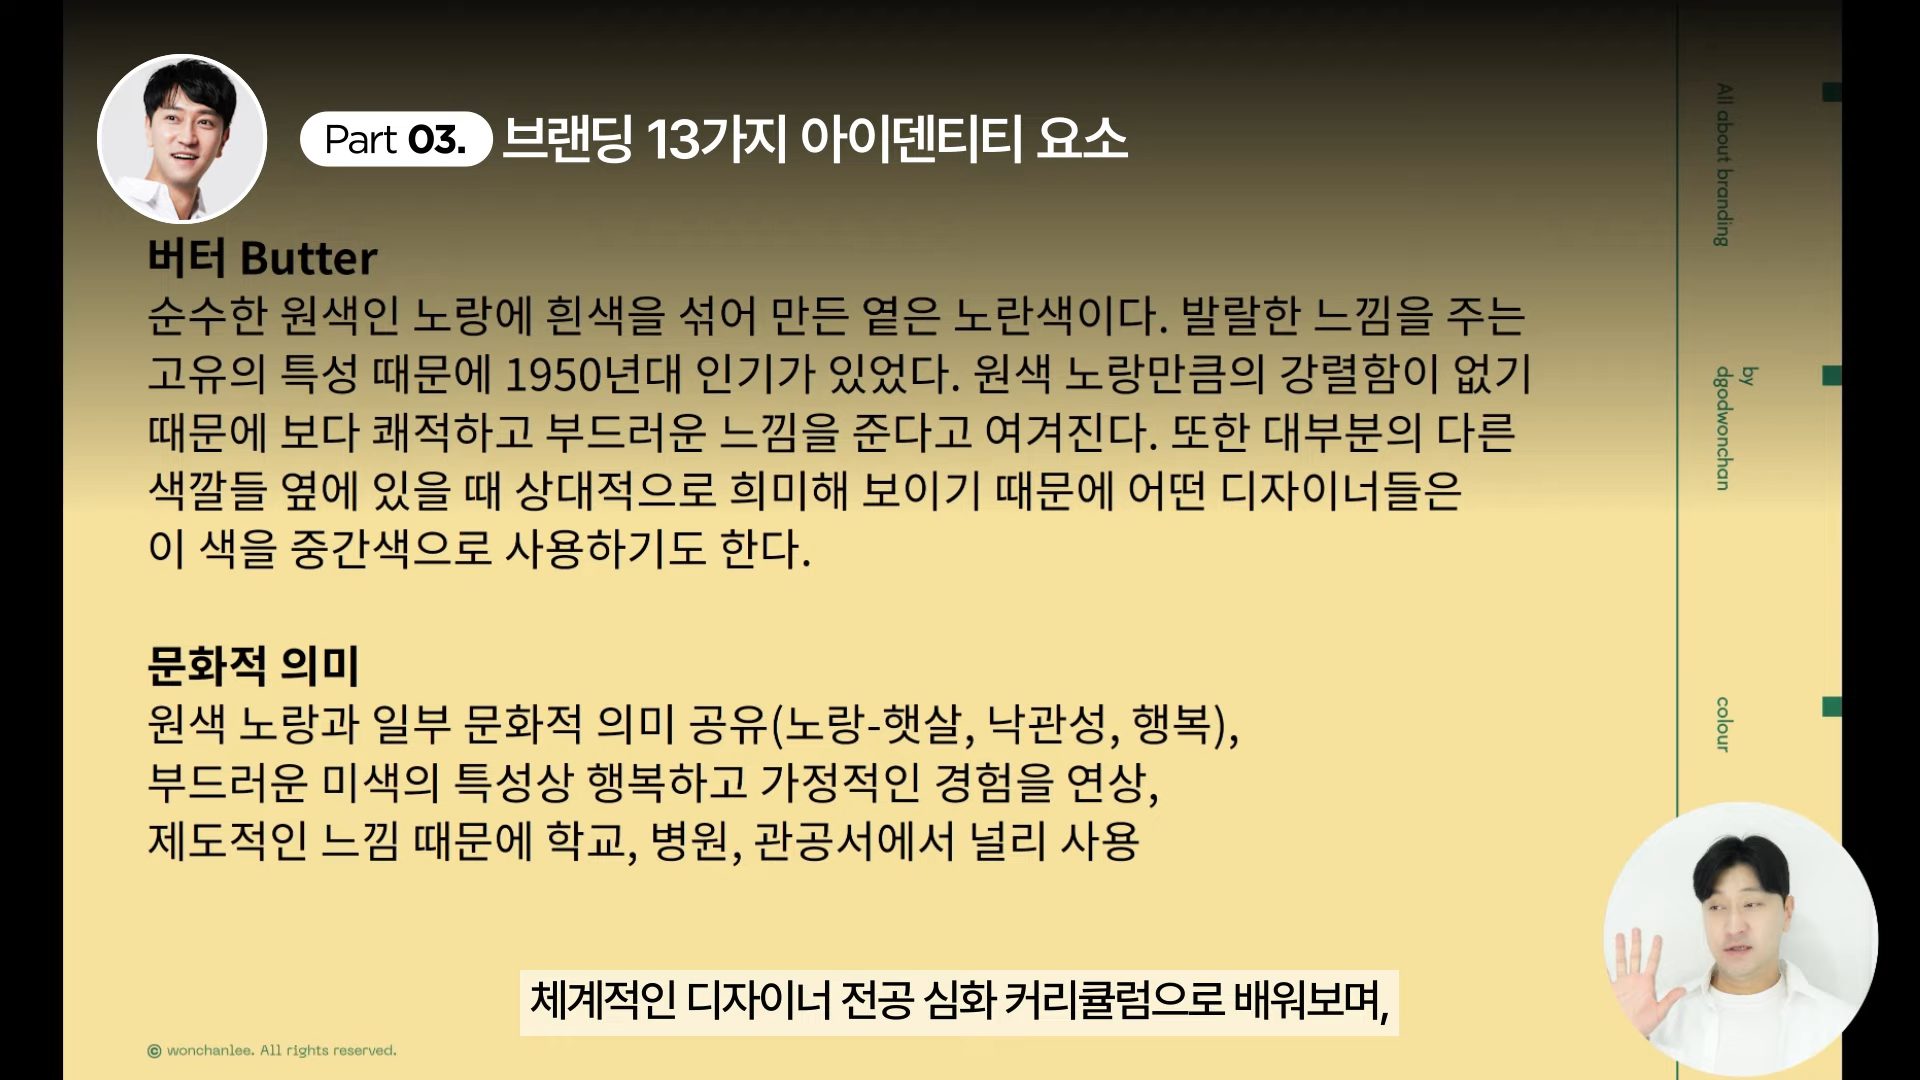 Part 03. 브랜딩 13가지 아이덴티티 요소
버터 Butter
순수한 원색인 노랑에 흰색을 섞어 만든 옅은 노란색이다. 발랄한 느낌을 주는
고유의 특성 때문에 1950년대 인기가 있었다. 원색 노랑만큼의 강렬함이 없기
때문에 보다 쾌적하고 부드러운 느낌을 준다고 여겨진다. 또한 대부분의 다른
색깔들 옆에 있을 때 상대적으로 희미해 보이기 때문에 어떤 디자이너들은
이 색을 중간색으로 사용하기도 한다.
문화적 의미
원색 노랑과 일부 문화적 의미 공유(노랑-햇살, 낙관성, 행복),
부드러운 미색의 특성상 행복하고 가정적인 경험을 연상,
제도적인 느낌 때문에 학교, 병원, 관공서에서 널리 사용
All about branding
by
dgodwonchan
colour
체계적인 디자이너 전공 심화 커리큘럼으로 배워보며,
© wonchanlee. All rights reserved.